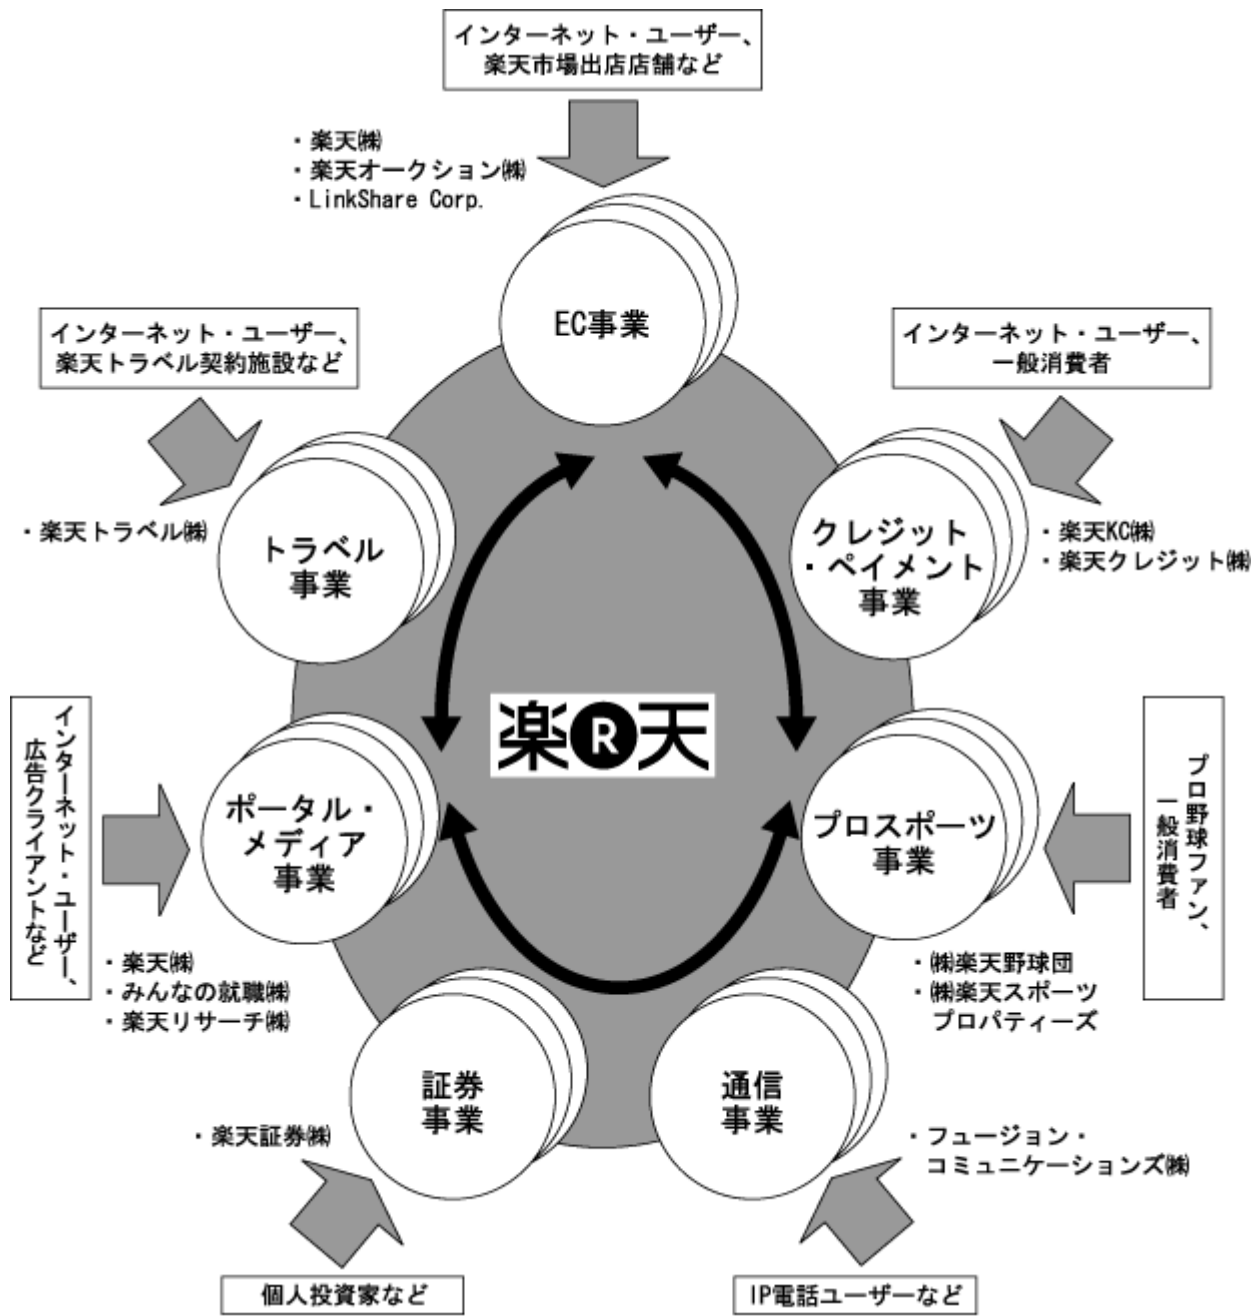 インターネット・ユーザー、
楽天市場出店店舗など
・楽天㈱
・楽天オークション㈱
・LinkShare Corp.
EC事業
インターネット・ユーザー、
楽天トラベル契約施設など
インターネット・ユーザー、
一般消費者
・楽天トラベル㈱
トラベル
事業
クレジット
・ペイメント
事業
・楽天KC㈱
・楽天クレジット㈱
楽R天
インターネット・ユーザー、
広告クライアントなど
ポータル・
メディア
事業
プロスポーツ
事業
プロ野球ファン、
一般消費者
・楽天㈱
・みんなの就職㈱
・楽天リサーチ㈱
・㈱楽天野球団
・㈱楽天スポーツ
プロパティーズ
証券
事業
通信
事業
・楽天証券㈱
・フュージョン・
コミュニケーションズ㈱
個人投資家など
IP電話ユーザーなど